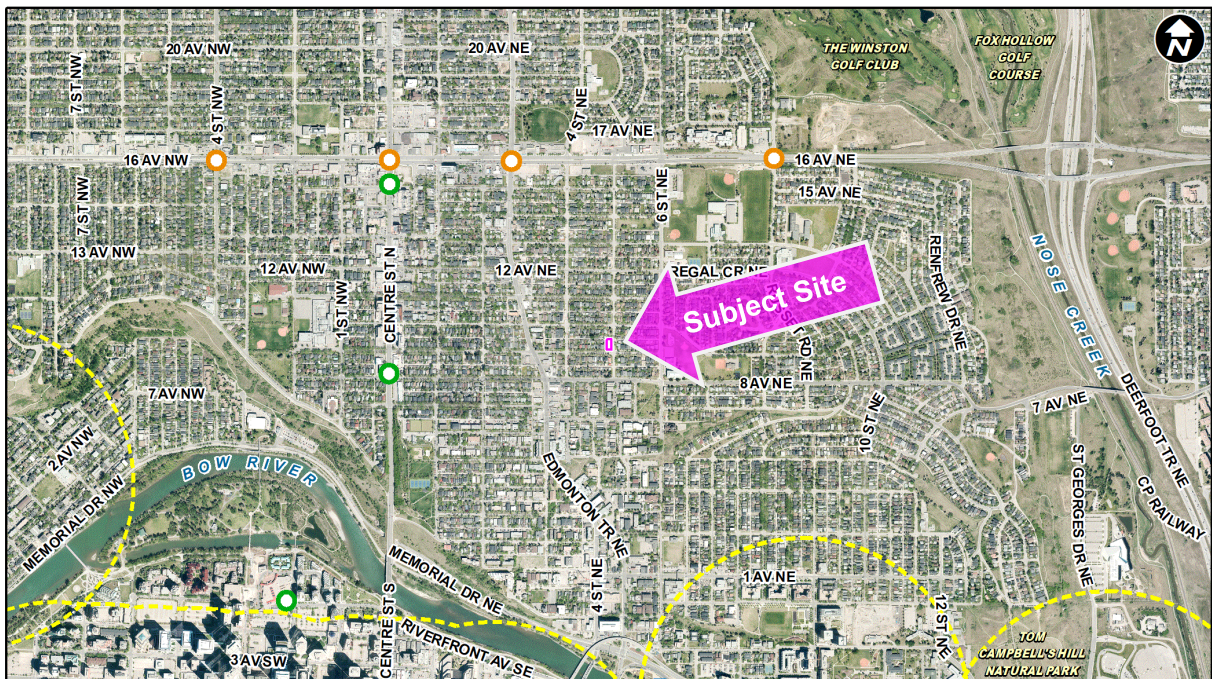 20 AV NW
20 AV NE
THE WINSTON
GOLF CLUB
FOX HOLLOW
GOLF
COURSE
N
7 ST NW
4 ST NW
4 ST NE
17 AV NE
16 AV NW
16 AV NE
15 AV NE
7 ST NW
6 ST NE
13 AV NW
12 AV NW
CENTRE ST N
12 AV NE
REGAL CR NE
RENFREW DR NE
NOSE CREEK
1 ST NW
Subject Site
RD NE
8 AV NE
7 AV NW
7 AV NE
DEERFOOT TR NE
10 ST NE
2 AV NW
BOW RIVER
EDMONTON TR NE
ST GEORGES DR NE
CP RAILWAY
MEMORIAL DR NW
MEMORIAL DR NE
4 ST NE
1 AV NE
12 ST NE
CENTRE ST S
RIVERFRONT AV SE
3 AV SW
TOM
CAMPBELL'S HILL
NATURAL PARK